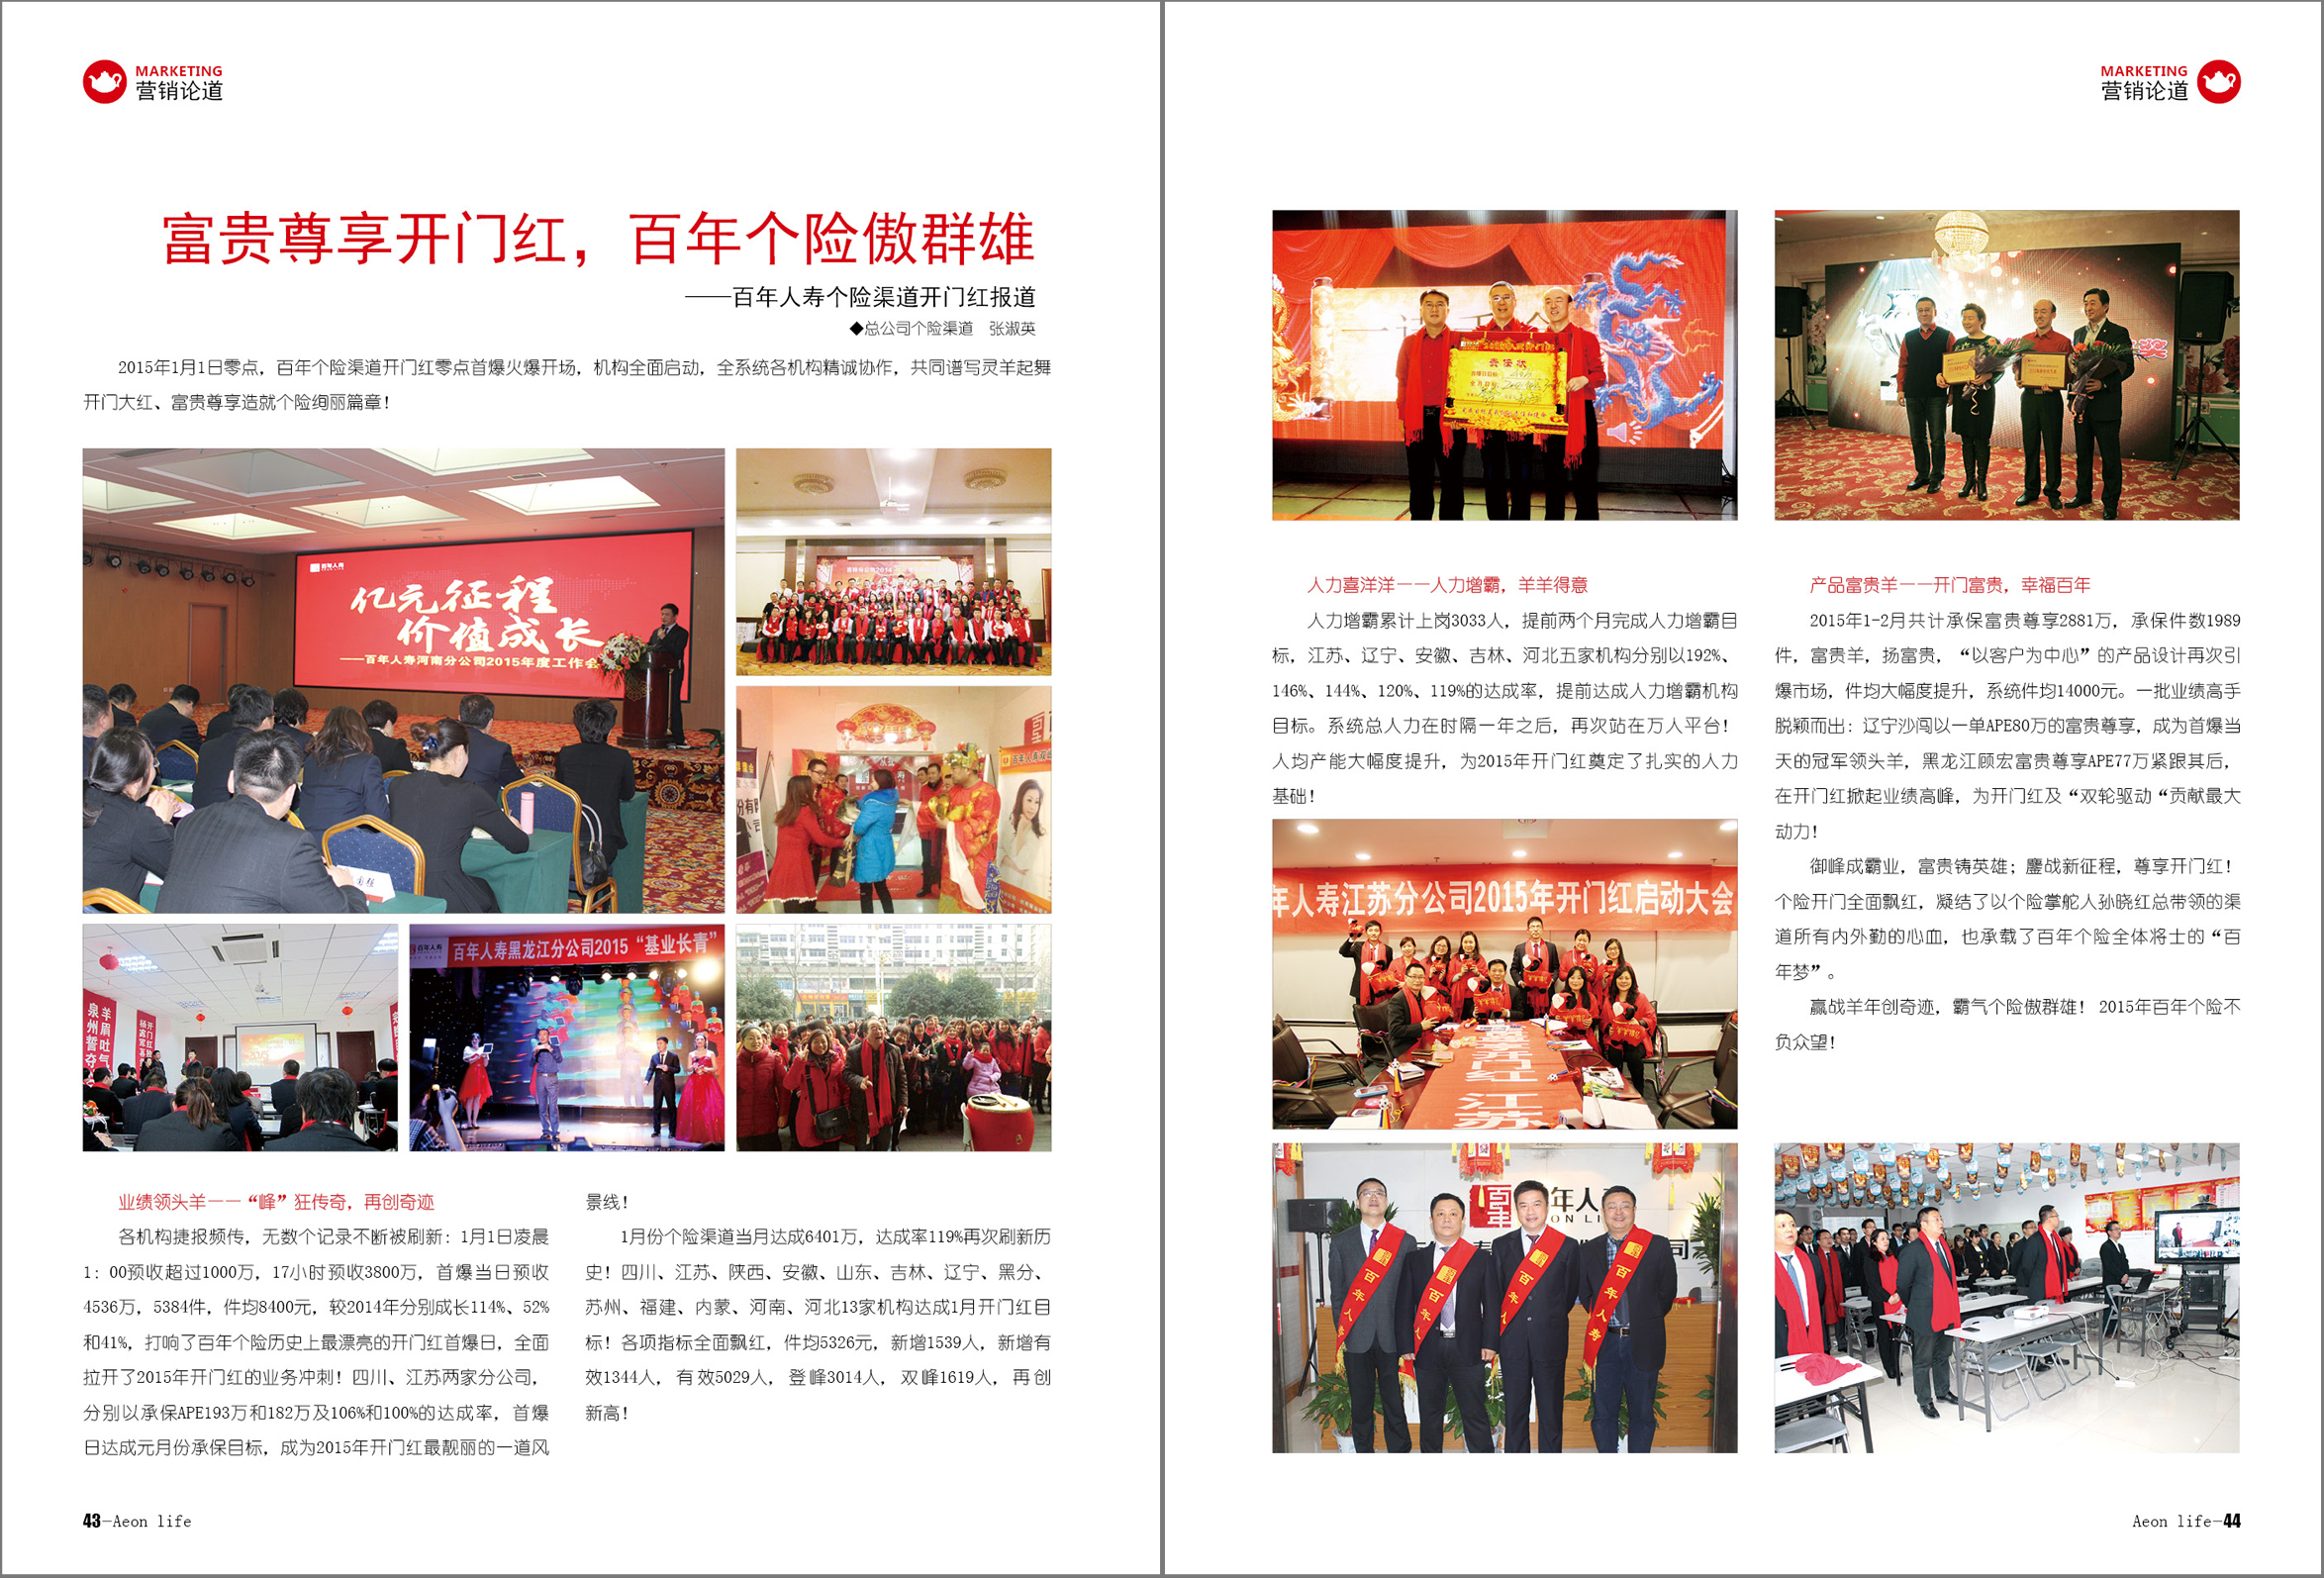 MARKETING
营销论道
富贵尊享开门红，百年个险傲群雄
——百年人寿个险渠道开门红报道
◆总公司个险渠道　张淑英
2015年1月1日零点，百年个险渠道开门红零点首爆火爆开场，机构全面启动，全系统各机构精诚协作，共同谱写灵羊起舞
开门大红、富贵尊享造就个险绚丽篇章！
百年人寿
亿元征程
价值成长
——百年人寿河南分公司2015年度工作会
百年人寿黑龙江分公司2015“基业长青”
羊眉吐气
泉州誓夺
业绩领头羊——“峰”狂传奇，再创奇迹
各机构捷报频传，无数个记录不断被刷新：1月1日凌晨
1：00预收超过1000万，17小时预收3800万，首爆当日预收
4536万，5384件，件均8400元，较2014年分别成长114%、52%
和41%，打响了百年个险历史上最漂亮的开门红首爆日，全面
拉开了2015年开门红的业务冲刺！四川、江苏两家分公司，
分别以承保APE193万和182万及106%和100%的达成率，首爆
日达成元月份承保目标，成为2015年开门红最靓丽的一道风
景线！
1月份个险渠道当月达成6401万，达成率119%再次刷新历
史！四川、江苏、陕西、安徽、山东、吉林、辽宁、黑分、
苏州、福建、内蒙、河南、河北13家机构达成1月开门红目
标！各项指标全面飘红，件均5326元，新增1539人，新增有
效1344人，有效5029人，登峰3014人，双峰1619人，再创
新高！
43—Aeon life
MARKETING
营销论道
责任状
人力喜洋洋——人力增霸，羊羊得意
人力增霸累计上岗3033人，提前两个月完成人力增霸目
标，江苏、辽宁、安徽、吉林、河北五家机构分别以192%、
146%、144%、120%、119%的达成率，提前达成人力增霸机构
目标。系统总人力在时隔一年之后，再次站在万人平台！
人均产能大幅度提升，为2015年开门红奠定了扎实的人力
基础！
年人寿江苏分公司2015年开门红启动大会
开门红
江苏
百年人寿
百年人寿
百年人寿
百年人寿
产品富贵羊——开门富贵，幸福百年
2015年1-2月共计承保富贵尊享2881万，承保件数1989
件，富贵羊，扬富贵，“以客户为中心”的产品设计再次引
爆市场，件均大幅度提升，系统件均14000元。一批业绩高手
脱颖而出：辽宁沙闯以一单APE80万的富贵尊享，成为首爆当
天的冠军领头羊，黑龙江顾宏富贵尊享APE77万紧跟其后，
在开门红掀起业绩高峰，为开门红及“双轮驱动“贡献最大
动力！
御峰成霸业，富贵铸英雄；鏖战新征程，尊享开门红！
个险开门全面飘红，凝结了以个险掌舵人孙晓红总带领的渠
道所有内外勤的心血，也承载了百年个险全体将士的“百
年梦”。
赢战羊年创奇迹，霸气个险傲群雄！ 2015年百年个险不
负众望！
Aeon life—44